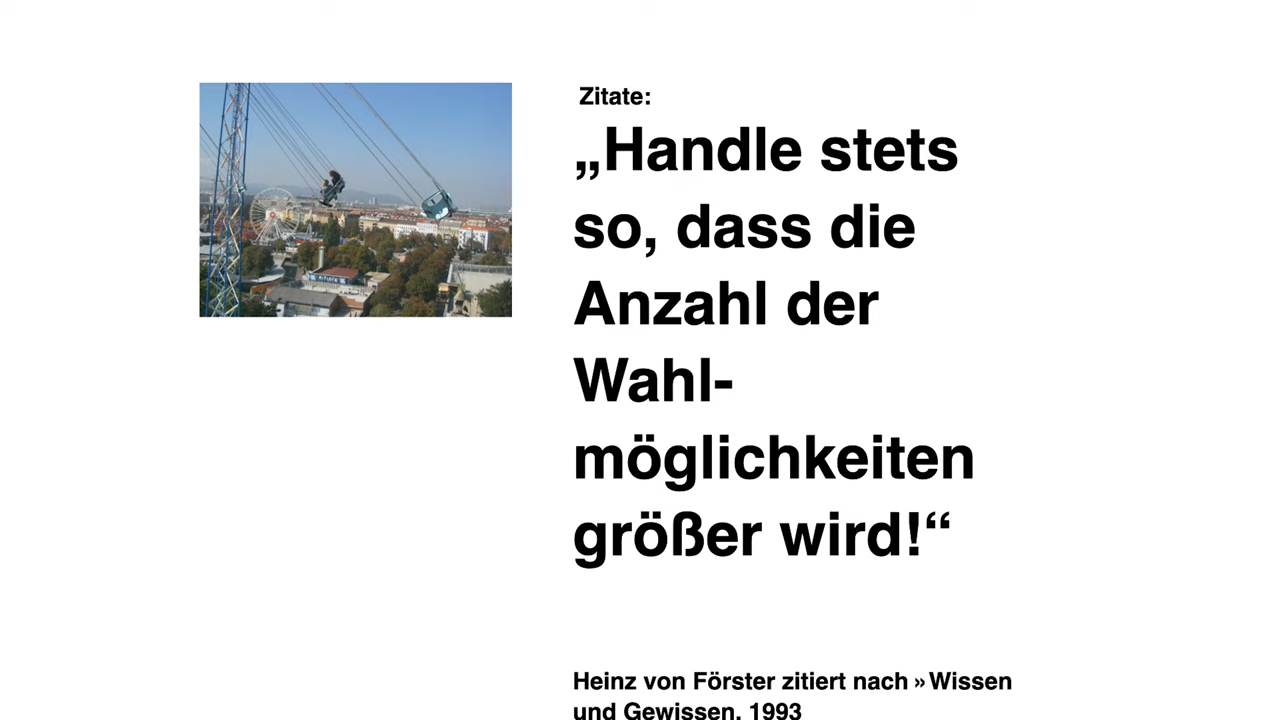 Zitate:
„Handle stets
so, dass die
Anzahl der
Wahl-
möglichkeiten
größer wird!“
Heinz von Förster zitiert nach » Wissen
und Gewissen. 1993